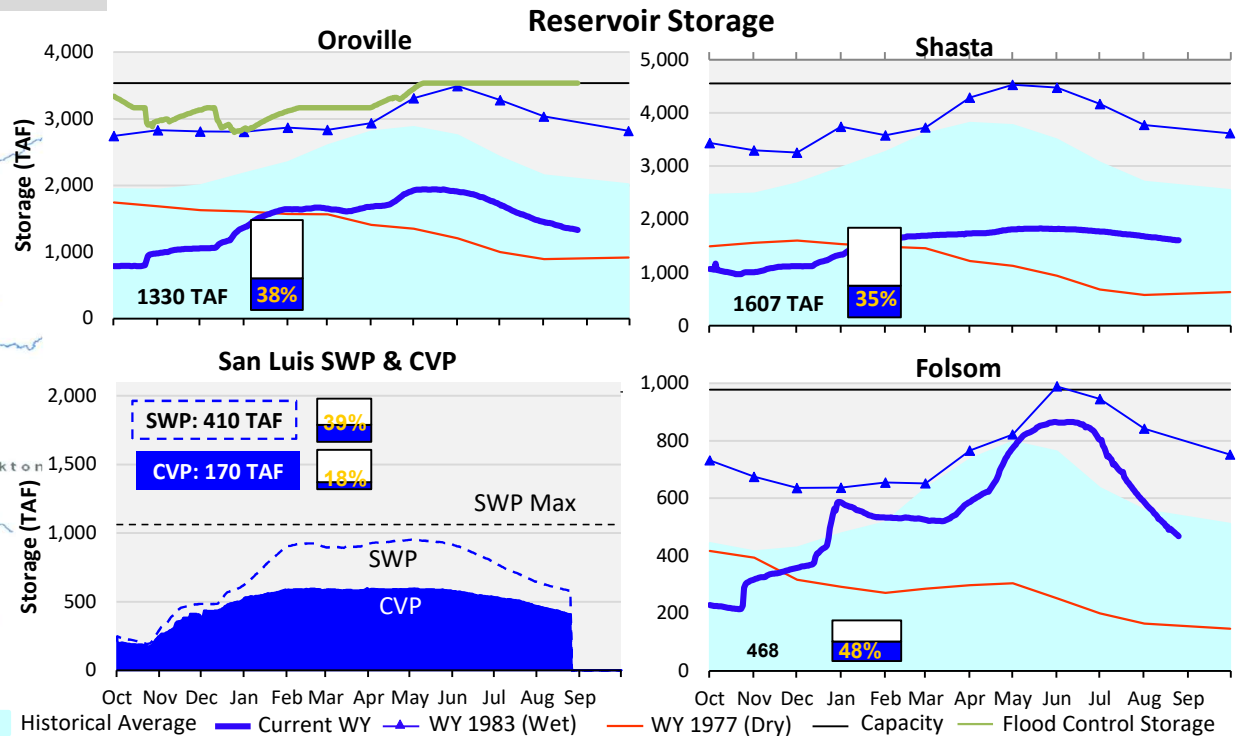 Reservoir Storage
Oroville
4,000
3,000
2,000
1,000
0
Storage (TAF)
1330 TAF
38%
Shasta
5,000
4,000
3,000
2,000
1,000
0
1607 TAF
35%
San Luis SWP & CVP
2,000
1,500
1,000
500
0
Storage (TAF)
SWP: 410 TAF
39%
CVP: 170 TAF
18%
SWP Max
SWP
CVP
Oct Nov Dec Jan Feb Mar Apr May Jun Jul Aug Sep
Folsom
1,000
800
600
400
200
0
468
48%
Oct Nov Dec Jan Feb Mar Apr May Jun Jul Aug Sep
kton
Historical Average Current WY WY 1983 (Wet) WY 1977 (Dry) Capacity Flood Control Storage